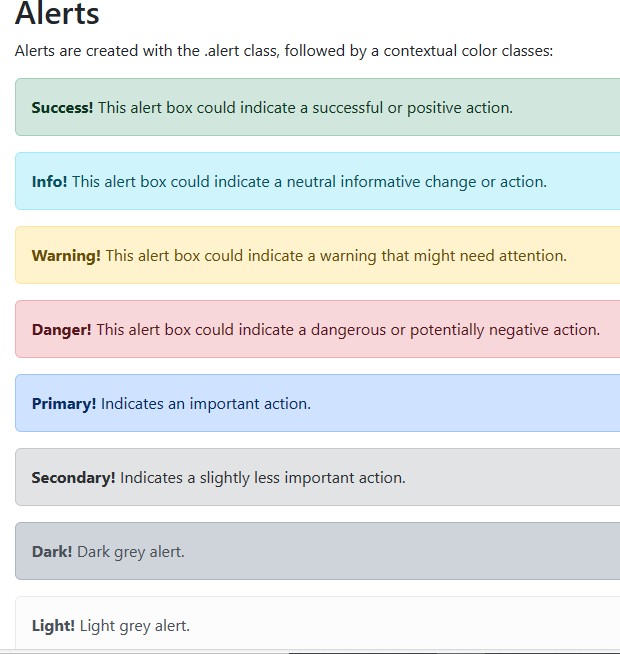 Alerts
Alerts are created with the .alert class, followed by a contextual color classes:
Success! This alert box could indicate a successful or positive action.
Info! This alert box could indicate a neutral informative change or action.
Warning! This alert box could indicate a warning that might need attention.
Danger! This alert box could indicate a dangerous or potentially negative action.
Primary! Indicates an important action.
Secondary! Indicates a slightly less important action.
Dark! Dark grey alert.
Light! Light grey alert.